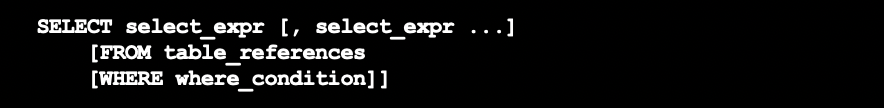 SELECT select_expr [, select_expr ...]
[FROM table_references
[WHERE where_condition]]